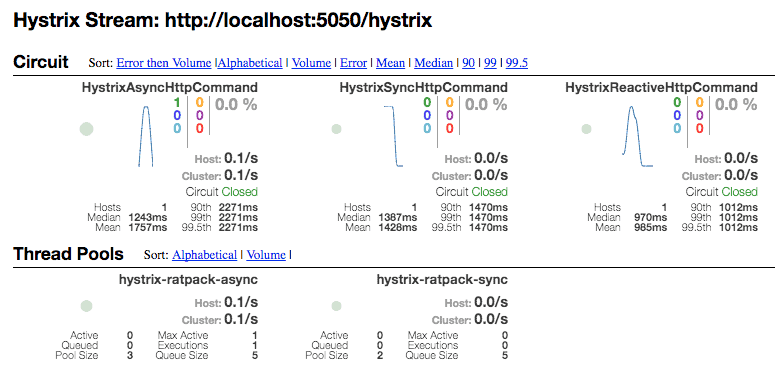 Hystrix Stream: http://localhost:5050/hystrix
Circuit Sort: Error then Volume |Alphabetical | Volume | Error | Mean | Median | 90 | 99 | 99.5
HystrixAsyncHttpCommand
1 0 0.0 %
0 0
0 0
Host: 0.1/s
Cluster: 0.1/s
Circuit Closed
Hosts 1 90th 2271ms
Median 1243ms 99th 2271ms
Mean 1757ms 99.5th 2271ms
HystrixSyncHttpCommand
0 0 0.0 %
0 0
0 0
Host: 0.0/s
Cluster: 0.0/s
Circuit Closed
Hosts 1 90th 1470ms
Median 1387ms 99th 1470ms
Mean 1428ms 99.5th 1470ms
HystrixReactiveHttpCommand
0 0 0.0 %
0 0
0 0
Host: 0.0/s
Cluster: 0.0/s
Circuit Closed
Hosts 1 90th 1012ms
Median 970ms 99th 1012ms
Mean 985ms 99.5th 1012ms
Thread Pools Sort: Alphabetical | Volume |
hystrix-ratpack-async
Host: 0.1/s
Cluster: 0.1/s
Active 0 Max Active 1
Queued 0 Executions 1
Pool Size 3 Queue Size 5
hystrix-ratpack-sync
Host: 0.0/s
Cluster: 0.0/s
Active 0 Max Active 0
Queued 0 Executions 0
Pool Size 2 Queue Size 5